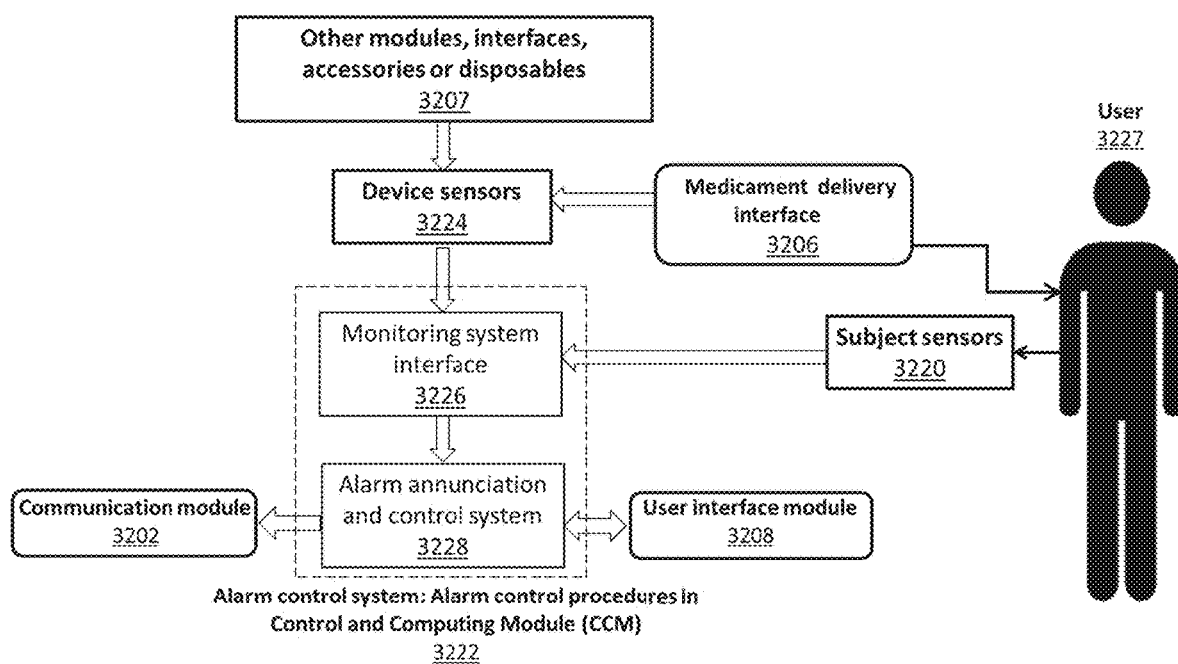 Other modules, interfaces,
accessories or disposables
3207
User
3227
Device sensors
3224
Medicament delivery
interface
3206
Monitoring system
interface
3226
Subject sensors
3220
Alarm annunciation
and control system
3228
Communication module
3202
User interface module
3208
Alarm control system: Alarm control procedures in
Control and Computing Module (CCM)
3222